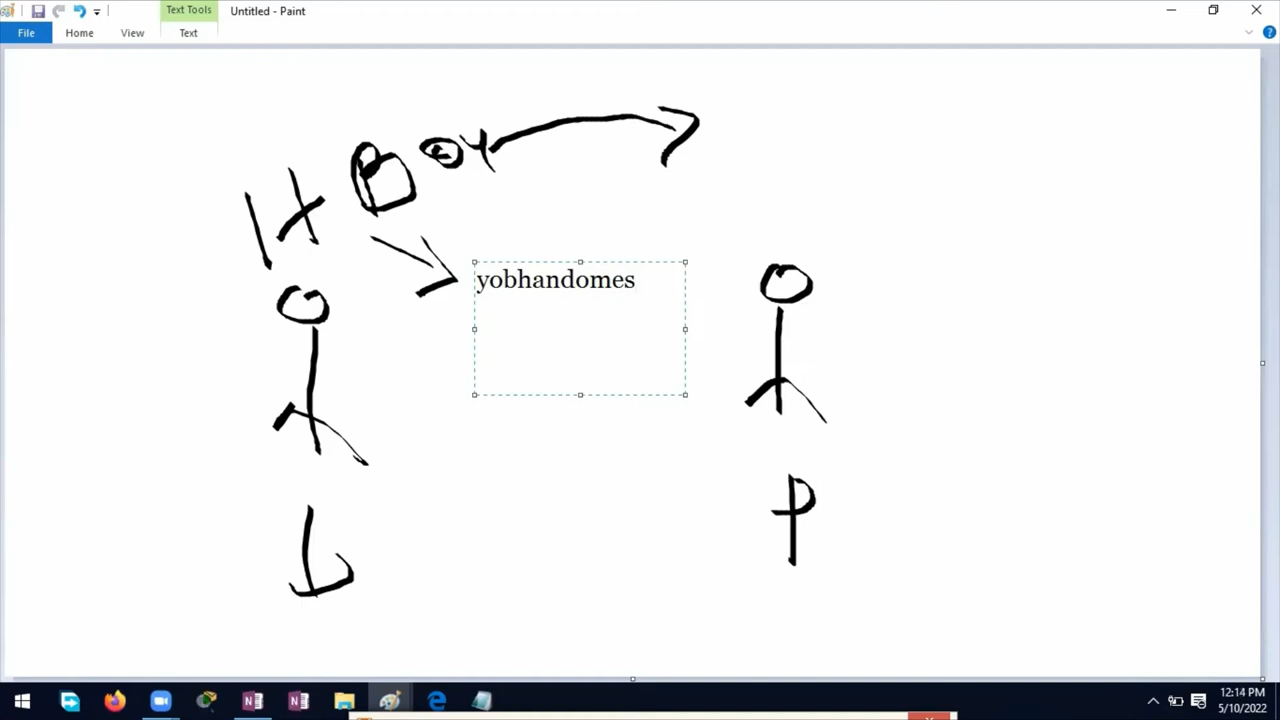 Text Tools
Untitled - Paint
File
Home
View
Text
H B O Y
yobhandomes
P
12:14 PM
5/10/2022